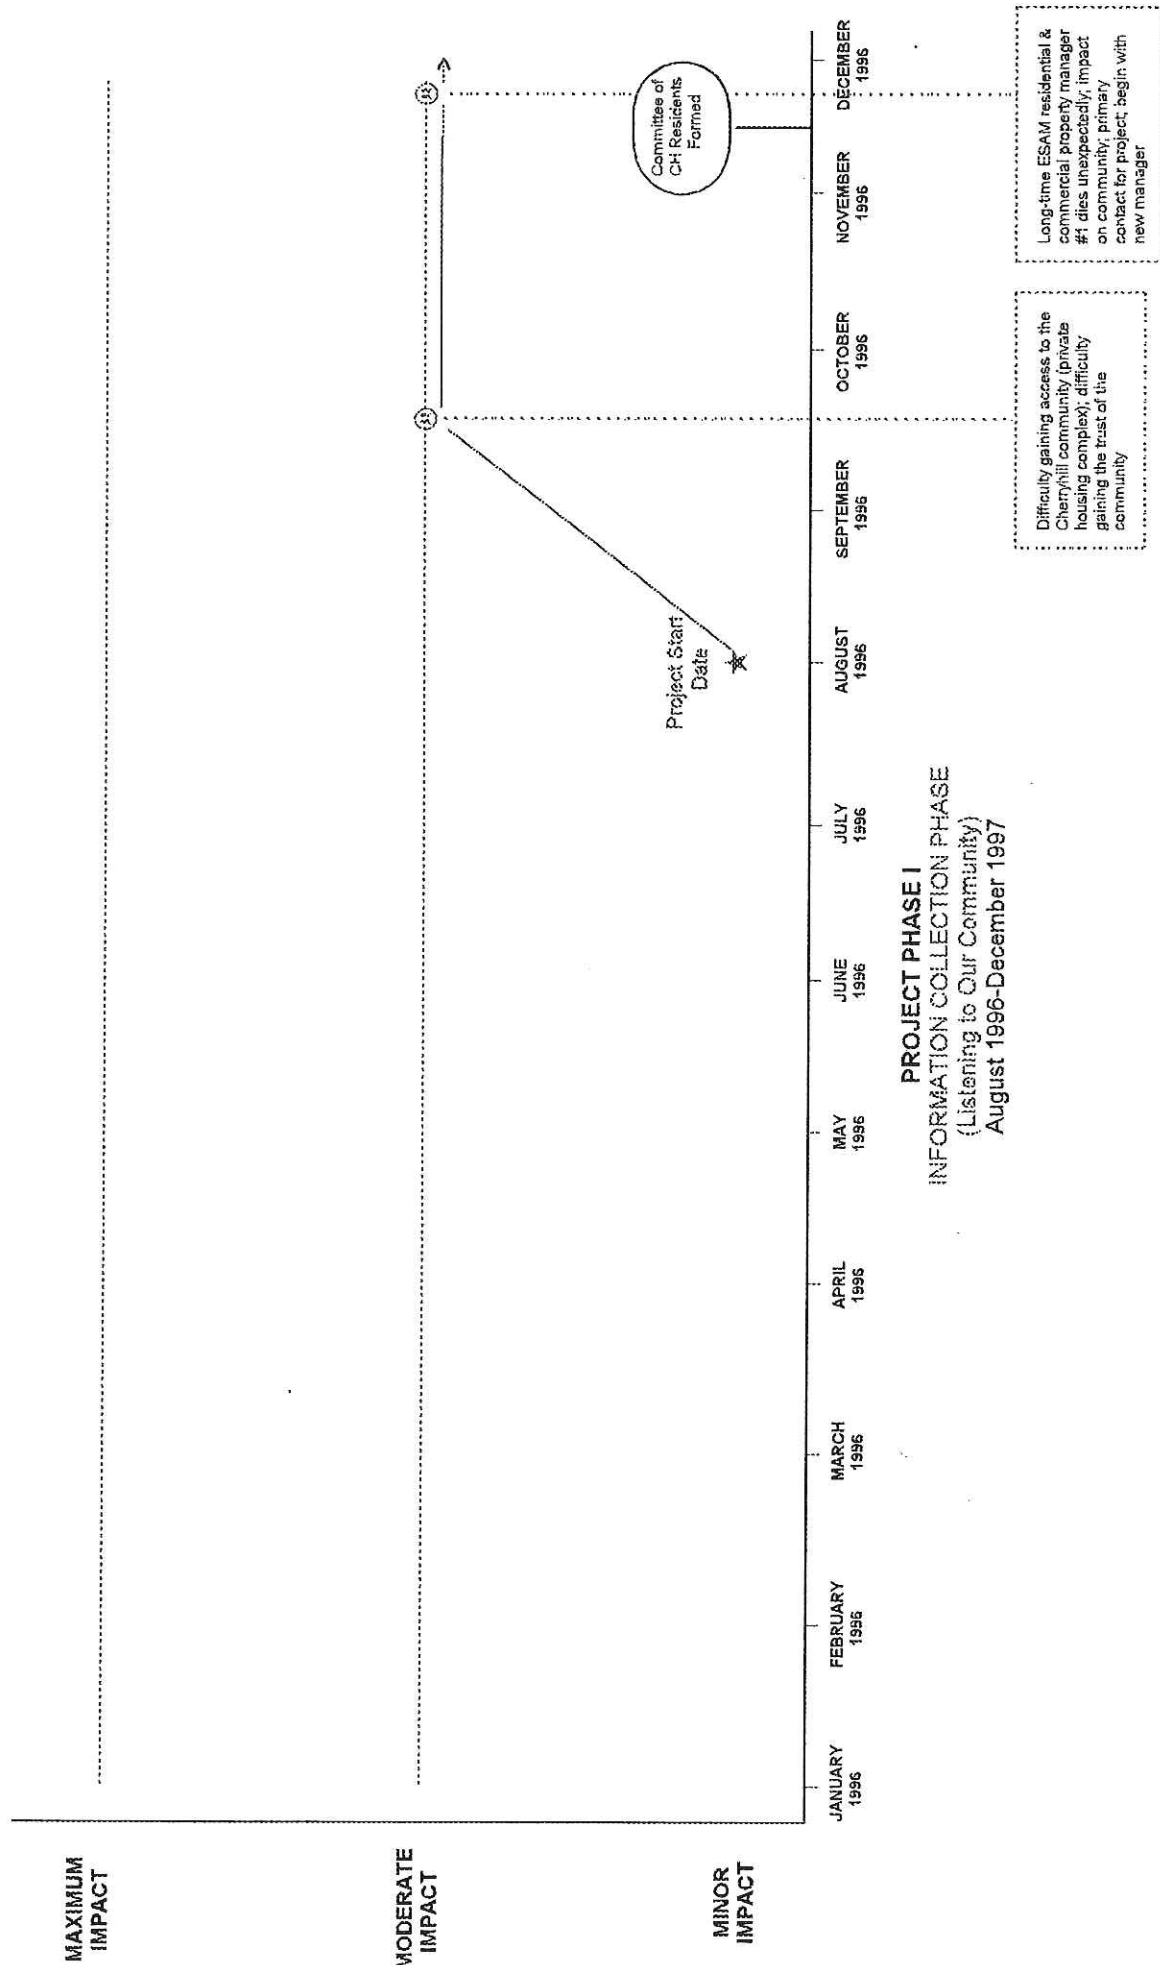 MAXIMUM
IMPACT
MODERATE
IMPACT
MINOR
IMPACT
Project Start
Date
Committee of
CH Residents
Formed
JANUARY
1996
FEBRUARY
1996
MARCH
1996
APRIL
1996
MAY
1996
JUNE
1996
JULY
1996
AUGUST
1996
SEPTEMBER
1996
OCTOBER
1996
NOVEMBER
1996
DECEMBER
1996
PROJECT PHASE I
INFORMATION COLLECTION PHASE
(Listening to Our Community)
August 1996-December 1997
Difficulty gaining access to the
Cherryhill community (private
housing complex); difficulty
gaining the trust of the
community
Long-time ESAM residential &
commercial property manager
#1 dies unexpectedly; impact
on community; primary
contact for project; begin with
new manager